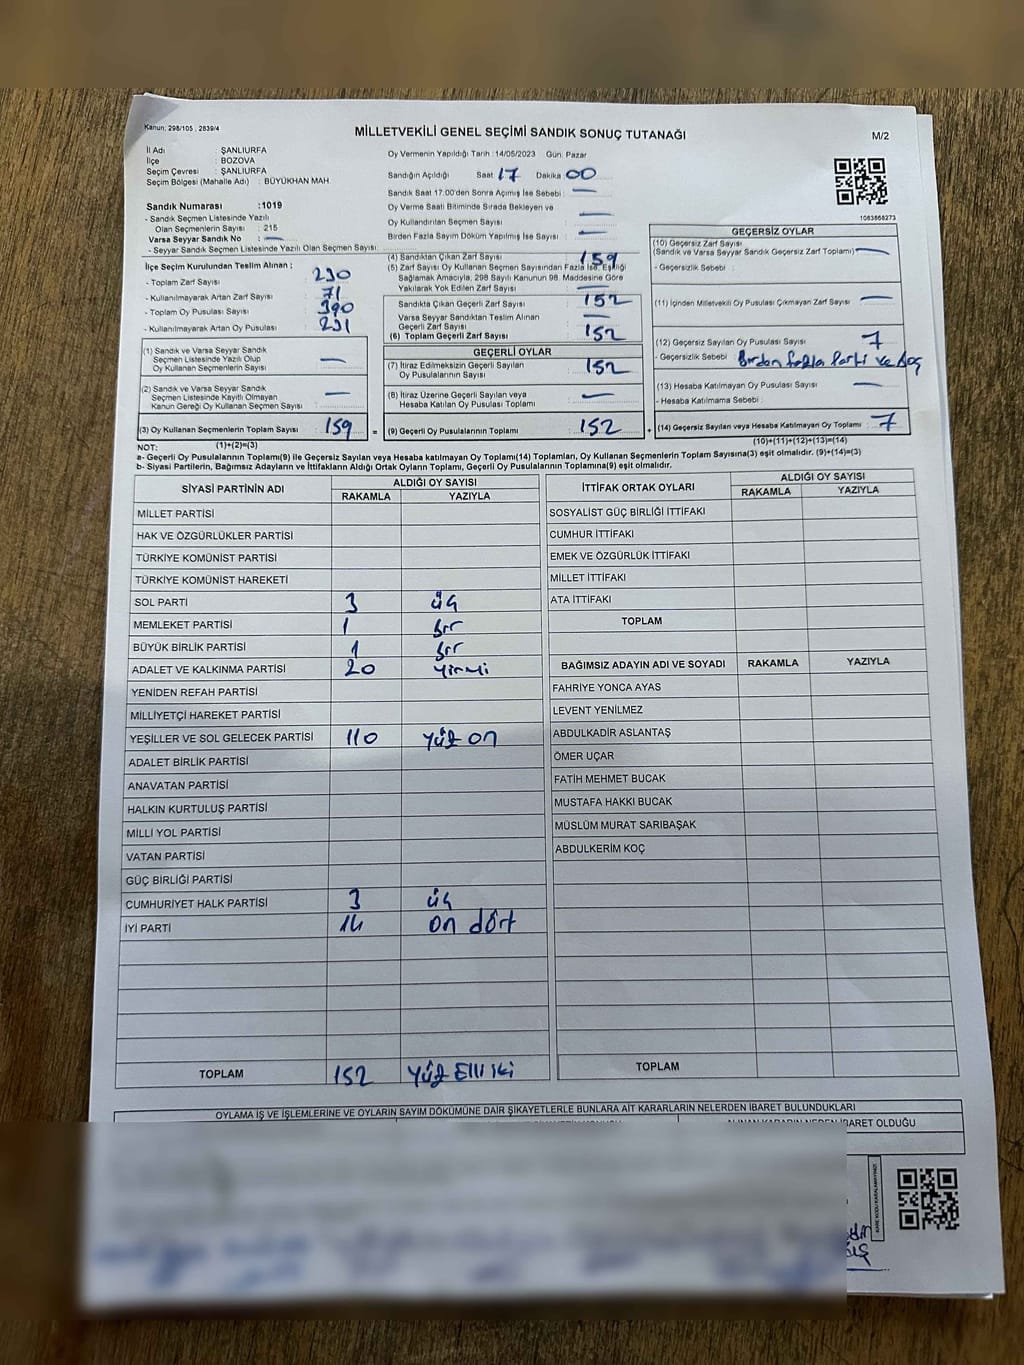 Kanun: 298/105 ; 2839/4
MİLLETVEKİLİ GENEL SEÇİMİ SANDIK SONUÇ TUTANAĞI
M/2
İl Adı : ŞANLIURFA
İlçe : BOZOVA
Seçim Çevresi : ŞANLIURFA
Seçim Bölgesi (Mahalle Adı) : BÜYÜKHAN MAH.
Sandık Numarası : 1019
- Sandık Seçmen Listesinde Yazılı
Olan Seçmenlerin Sayısı : 215
Varsa Seyyar Sandık No : —
- Seyyar Sandık Seçmen Listesinde Yazılı Olan Seçmen Sayısı:
Oy Vermenin Yapıldığı Tarih :14/05/2023 Gün: Pazar
Sandığın Açıldığı Saat 17 Dakika 00
Sandık Saat 17:00'den Sonra Açımış İse Sebebi : —
Oy Verme Saati Bitiminde Sırada Bekleyen ve
Oy Kullandırılan Seçmen Sayısı : —
Birden Fazla Sayım Döküm Yapılmış İse Sayısı : —
1083868273
İlçe Seçim Kurulundan Teslim Alınan :
- Toplam Zarf Sayısı : 230
- Kullanılmayarak Artan Zarf Sayısı : 71
- Toplam Oy Pusulası Sayısı : 390
- Kullanılmayarak Artan Oy Pusulası : 231
(1) Sandık ve Varsa Seyyar Sandık
Seçmen Listesinde Yazılı Olup
Oy Kullanan Seçmenlerin Sayısı : —
(2) Sandık ve Varsa Seyyar Sandık
Seçmen Listesinde Kayıtlı Olmayan
Kanun Gereği Oy Kullanan Seçmen Sayısı : —
(3) Oy Kullanan Seçmenlerin Toplam Sayısı : 159
(1)+(2)=(3)
(4) Sandıktan Çıkan Zarf Sayısı : 159
(5) Zarf Sayısı Oy Kullanan Seçmen Sayısından Fazla İse, Eşitliği
Sağlamak Amacıyla, 298 Sayılı Kanunun 98. Maddesine Göre
Yakılarak Yok Edilen Zarf Sayısı : —
Sandıkta Çıkan Geçerli Zarf Sayısı : 152
Varsa Seyyar Sandıktan Teslim Alınan
Geçerli Zarf Sayısı : —
(6) Toplam Geçerli Zarf Sayısı : 152
GEÇERLİ OYLAR
(7) İtiraz Edilmeksizin Geçerli Sayılan
Oy Pusulalarının Sayısı : 152
(8) İtiraz Üzerine Geçerli Sayılan veya
Hesaba Katılan Oy Pusulası Toplamı : —
= (9) Geçerli Oy Pusulalarının Toplamı : 152
GEÇERSİZ OYLAR
(10) Geçersiz Zarf Sayısı
(Sandık ve Varsa Seyyar Sandık Geçersiz Zarf Toplamı) : —
- Geçersizlik Sebebi :
(11) İçinden Milletvekili Oy Pusulası Çıkmayan Zarf Sayısı : —
(12) Geçersiz Sayılan Oy Pusulası Sayısı : 7
- Geçersizlik Sebebi : Birden fazla Parti ve Boş
(13) Hesaba Katılmayan Oy Pusulası Sayısı : —
- Hesaba Katılmama Sebebi :
+ (14) Geçersiz Sayılan veya Hesaba Katılmayan Oy Toplamı : 7
(10)+(11)+(12)+(13)=(14)
NOT:
a- Geçerli Oy Pusulalarının Toplamı(9) ile Geçersiz Sayılan veya Hesaba katılmayan Oy Toplamı(14) Toplamları, Oy Kullanan Seçmenlerin Toplam Sayısına(3) eşit olmalıdır. (9)+(14)=(3)
b- Siyasi Partilerin, Bağımsız Adayların ve İttifakların Aldığı Ortak Oyların Toplamı, Geçerli Oy Pusulalarının Toplamına(9) eşit olmalıdır.
SİYASİ PARTİNİN ADI ALDIĞI OY SAYISI
RAKAMLA YAZIYLA
MİLLET PARTİSİ
HAK VE ÖZGÜRLÜKLER PARTİSİ
TÜRKİYE KOMÜNİST PARTİSİ
TÜRKİYE KOMÜNİST HAREKETİ
SOL PARTİ 3 üç
MEMLEKET PARTİSİ 1 Bir
BÜYÜK BİRLİK PARTİSİ 1 Bir
ADALET VE KALKINMA PARTİSİ 20 Yirmi
YENİDEN REFAH PARTİSİ
MİLLİYETÇİ HAREKET PARTİSİ
YEŞİLLER VE SOL GELECEK PARTİSİ 110 Yüz on
ADALET BİRLİK PARTİSİ
ANAVATAN PARTİSİ
HALKIN KURTULUŞ PARTİSİ
MİLLİ YOL PARTİSİ
VATAN PARTİSİ
GÜÇ BİRLİĞİ PARTİSİ
CUMHURİYET HALK PARTİSİ 3 üç
İYİ PARTİ 14 on dört
TOPLAM 152 Yüz Elli iki
İTTİFAK ORTAK OYLARI ALDIĞI OY SAYISI
RAKAMLA YAZIYLA
SOSYALİST GÜÇ BİRLİĞİ İTTİFAKI
CUMHUR İTTİFAKI
EMEK VE ÖZGÜRLÜK İTTİFAKI
MİLLET İTTİFAKI
ATA İTTİFAKI
TOPLAM
BAĞIMSIZ ADAYIN ADI VE SOYADI RAKAMLA YAZIYLA
FAHRİYE YONCA AYAS
LEVENT YENİLMEZ
ABDULKADİR ASLANTAŞ
ÖMER UÇAR
FATİH MEHMET BUCAK
MUSTAFA HAKKI BUCAK
MÜSLÜM MURAT SARIBAŞAK
ABDULKERİM KOÇ
TOPLAM
OYLAMA İŞ VE İŞLEMLERİNE VE OYLARIN SAYIM DÖKÜMÜNE DAİR ŞİKAYETLERLE BUNLARA AİT KARARLARIN NELERDEN İBARET BULUNDUKLARI
ALINAN KARARIN NEDEN İBARET OLDUĞU